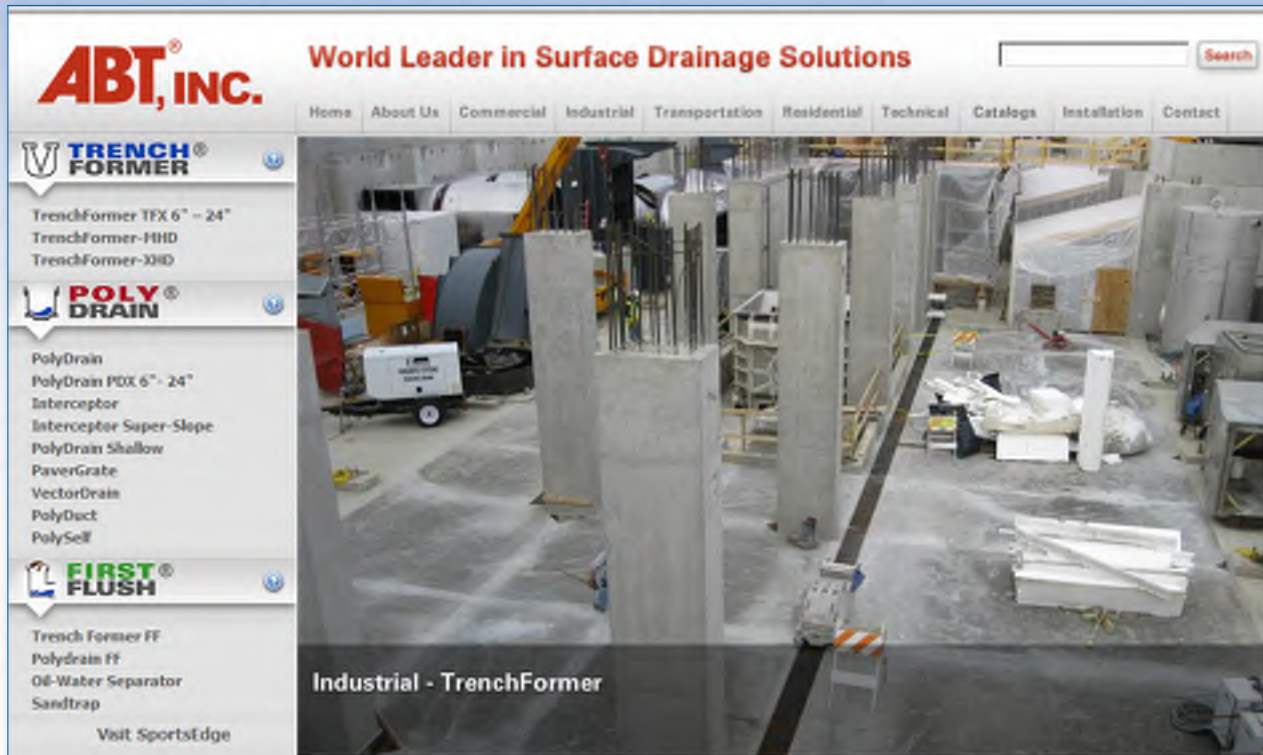 ABT,® INC.
World Leader in Surface Drainage Solutions
Search
Home About Us Commercial Industrial Transportation Residential Technical Catalogs Installation Contact
TRENCH®
FORMER
TrenchFormer TFX 6" – 24"
TrenchFormer-MHD
TrenchFormer-XHD
POLY®
DRAIN
PolyDrain
PolyDrain PDX 6"- 24"
Interceptor
Interceptor Super-Slope
PolyDrain Shallow
PaverGrate
VectorDrain
PolyDuct
PolySelf
FIRST®
FLUSH
Trench Former FF
Polydrain FF
Oil-Water Separator
Sandtrap
Visit SportsEdge
Industrial - TrenchFormer